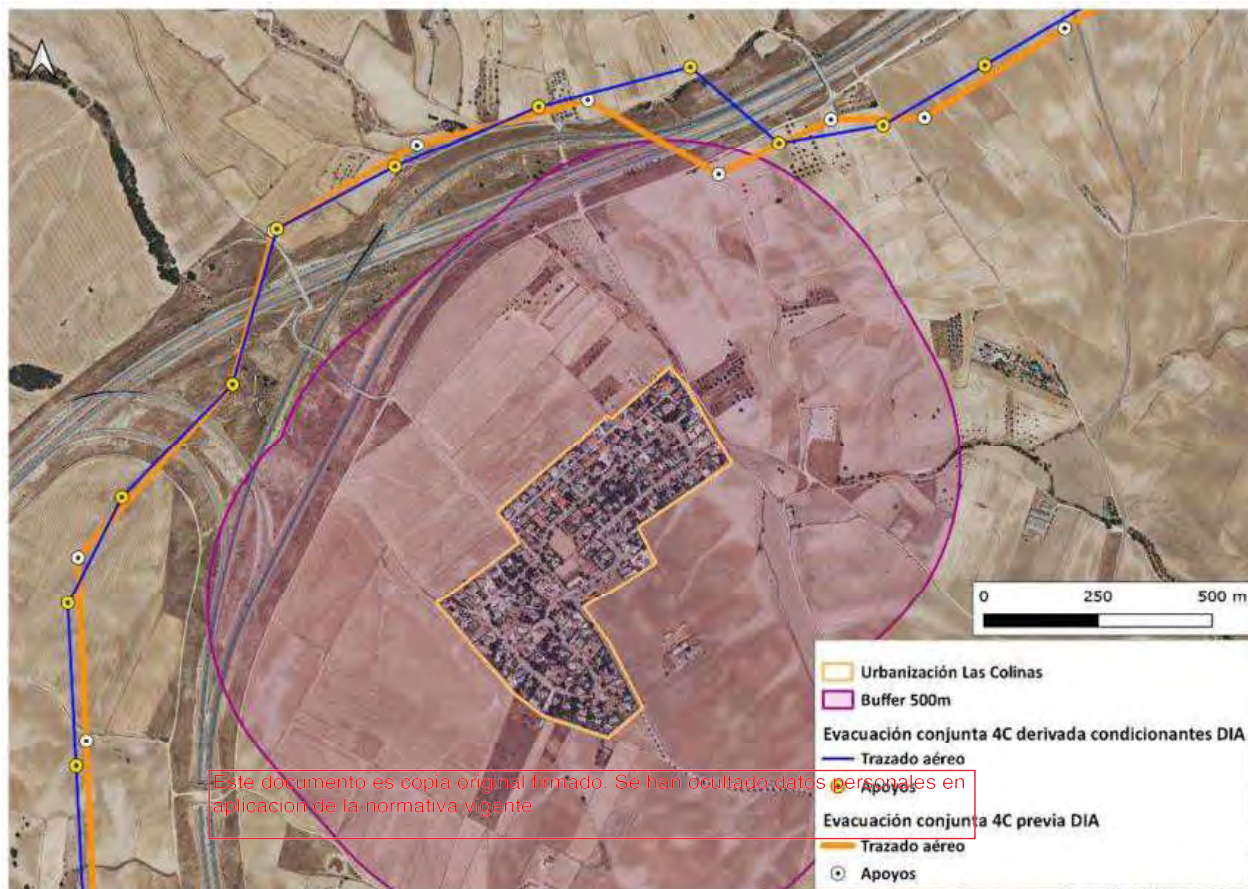 0 250 500 m
Urbanización Las Colinas
Buffer 500m
Evacuación conjunta 4C derivada condicionantes DIA
Trazado aéreo
Apoyos
Evacuación conjunta 4C previa DIA
Trazado aéreo
Apoyos
Este documento es copia original firmado. Se han ocultado datos personales en
aplicación de la normativa vigente